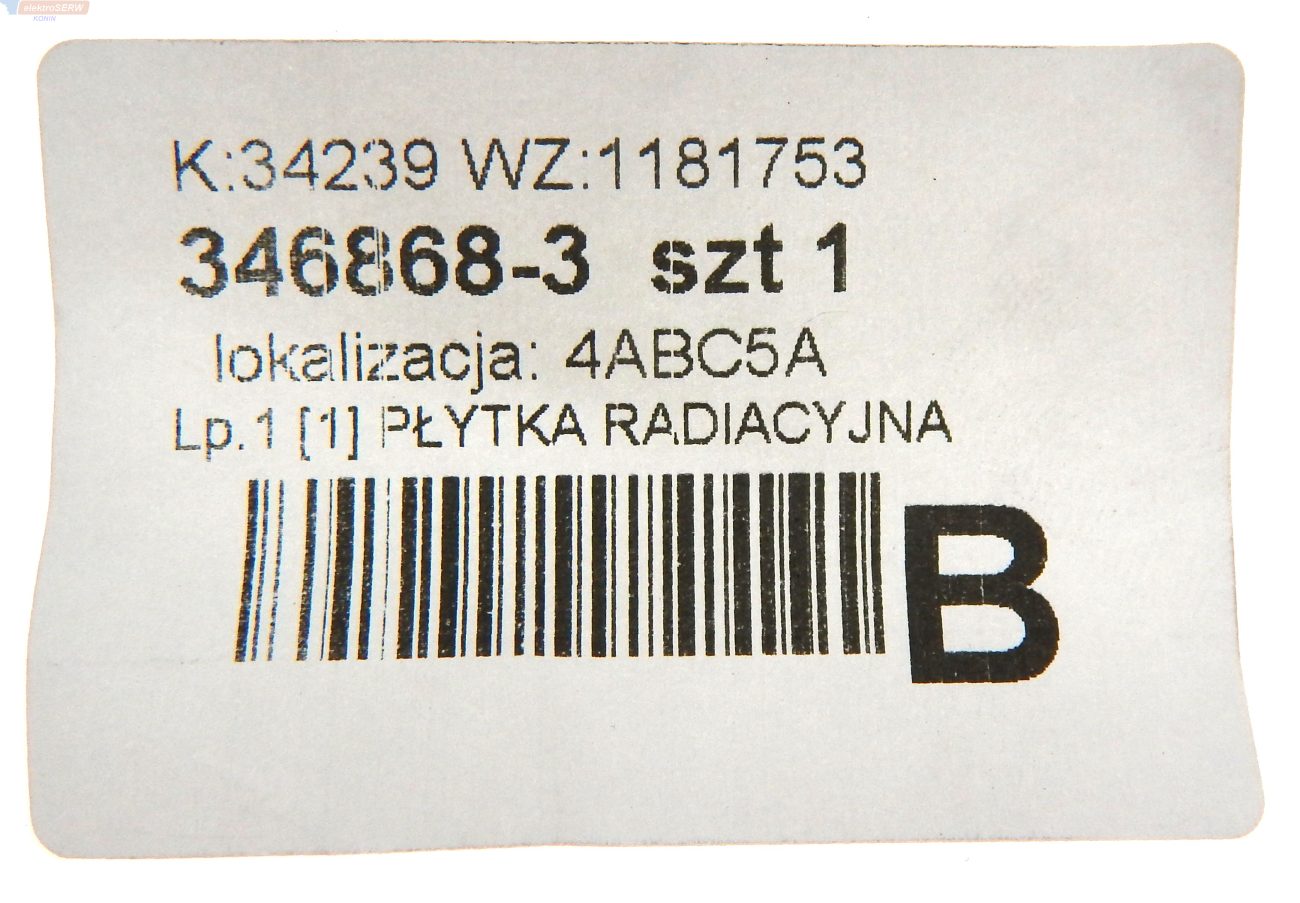 elektroSERW
KONIN
K:34239 WZ:1181753
346868-3 szt 1
lokalizacja: 4ABC5A
Lp.1 [1] PŁYTKA RADIACYJNA
B